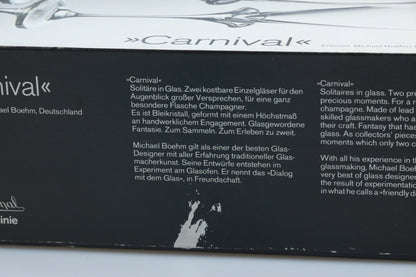 »Carnival«
nival«
ael Boehm, Deutschland
inie
»Carnival«
Solitäre in Glas. Zwei kostbare Einzelgläser für den
Augenblick großer Versprechen, für eine ganz
besondere Flasche Champagner.
Es ist Bleikristall, geformt mit einem Höchstmaß
an handwerklichem Engagement. Glasgewordene
Fantasie. Zum Sammeln. Zum Erleben zu zweit.
Michael Boehm gilt als einer der besten Glas-
Designer mit aller Erfahrung traditioneller Glas-
macherkunst. Seine Entwürfe entstehen im
Experiment am Glasofen. Er nennt das »Dialog
mit dem Glas«, in Freundschaft.
»Carnival«
Solitaires in glass. Two pre
precious moments. For a r
champagne. Made of lead
skilled glassmakers who a
their craft. Fantasy that has
glass. As collectors' pieces
moments which only two c
With all his experience in th
glassmaking, Michael Boeh
very best of glass designer
the result of experimentatio
in what he calls a »friendly di